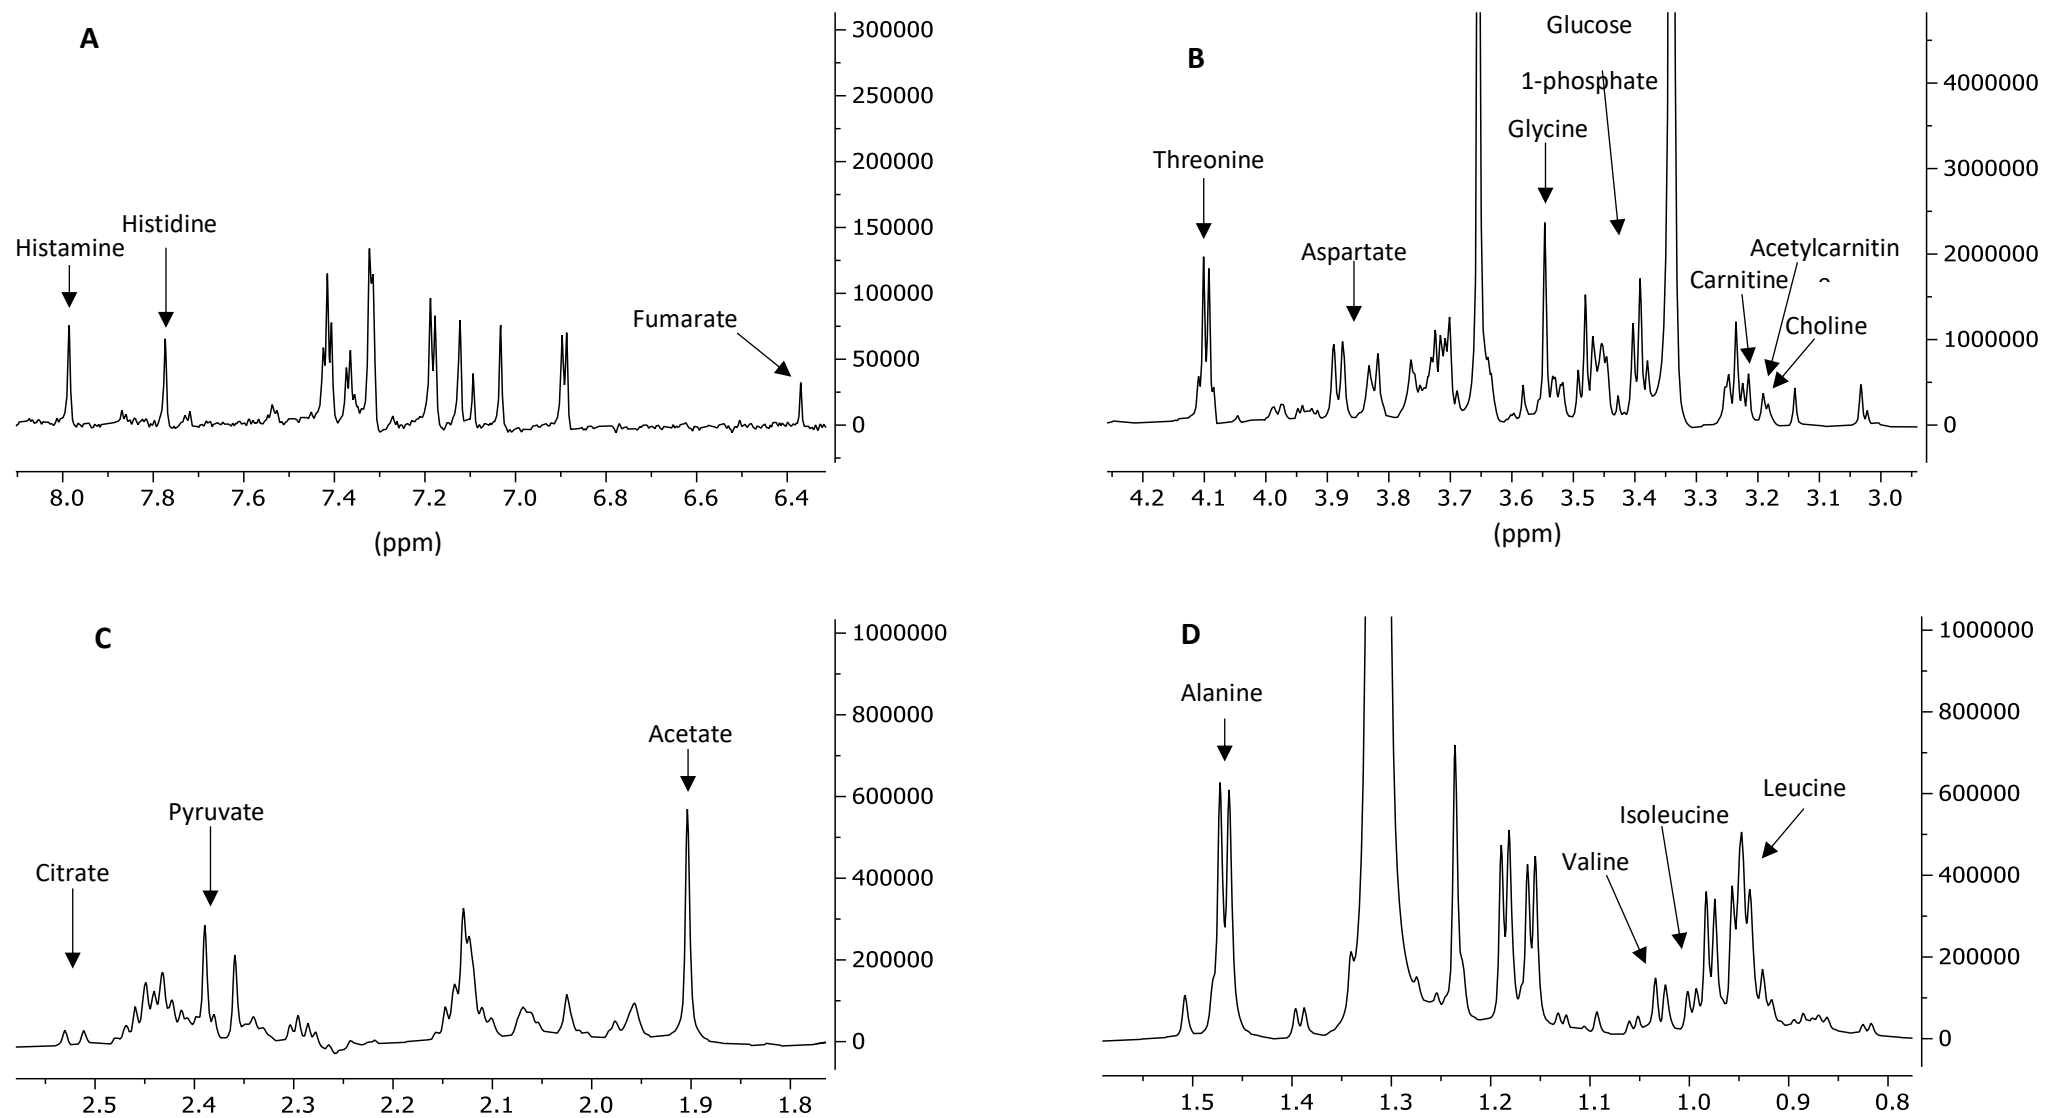 A
300000
250000
200000
150000
100000
50000
0
Histamine
Histidine
Fumarate
8.0 7.8 7.6 7.4 7.2 7.0 6.8 6.6 6.4
(ppm)
B
Glucose
1-phosphate
Glycine
Threonine
Aspartate
Acetylcarnitin
Carnitine
Choline
4000000
3000000
2000000
1000000
0
4.2 4.1 4.0 3.9 3.8 3.7 3.6 3.5 3.4 3.3 3.2 3.1 3.0
(ppm)
C
1000000
800000
600000
400000
200000
0
Acetate
Pyruvate
Citrate
2.5 2.4 2.3 2.2 2.1 2.0 1.9 1.8
D
Alanine
Leucine
Isoleucine
Valine
1000000
800000
600000
400000
200000
0
1.5 1.4 1.3 1.2 1.1 1.0 0.9 0.8